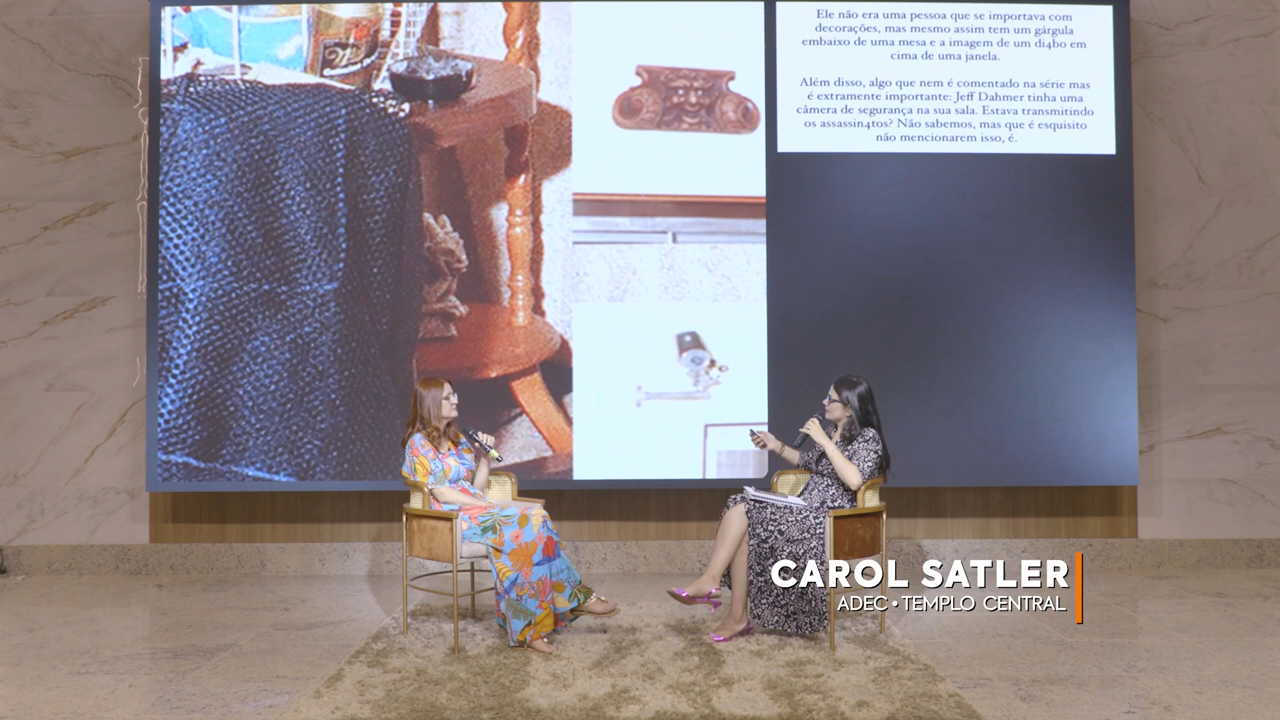 Ele não era uma pessoa que se importava com
decorações, mas mesmo assim tem um gárgula
embaixo de uma mesa e a imagem de um di4bo em
cima de uma janela.
Além disso, algo que nem é comentado na série mas
é extramente importante: Jeff Dahmer tinha uma
câmera de segurança na sua sala. Estava transmitindo
os assassin4tos? Não sabemos, mas que é esquisito
não mencionarem isso, é.
CAROL SATLER
ADEC • TEMPLO CENTRAL